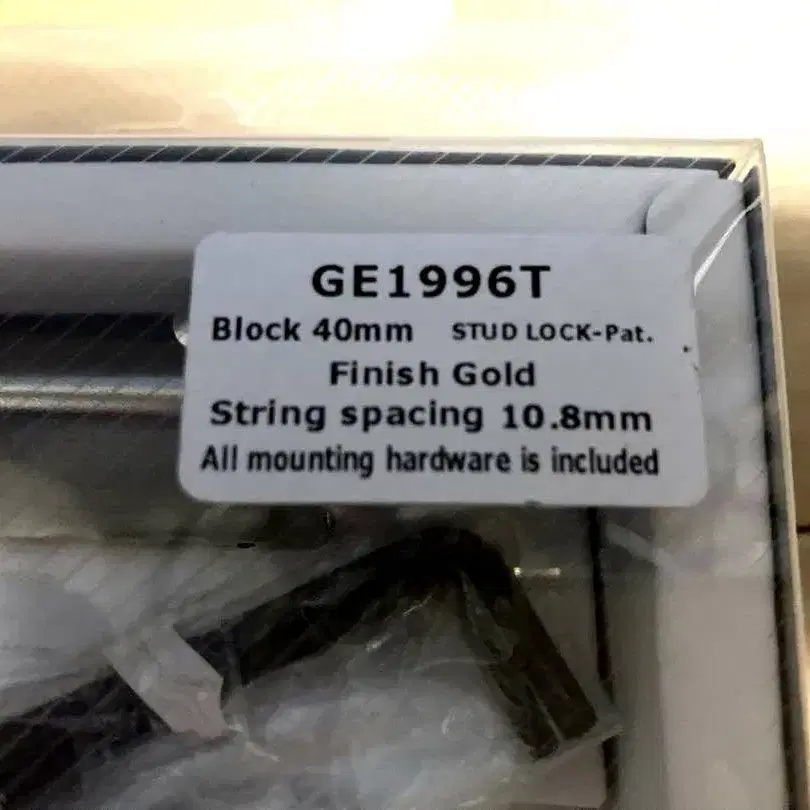 GE1996T
Block 40mm STUD LOCK-Pat.
Finish Gold
String spacing 10.8mm
All mounting hardware is included